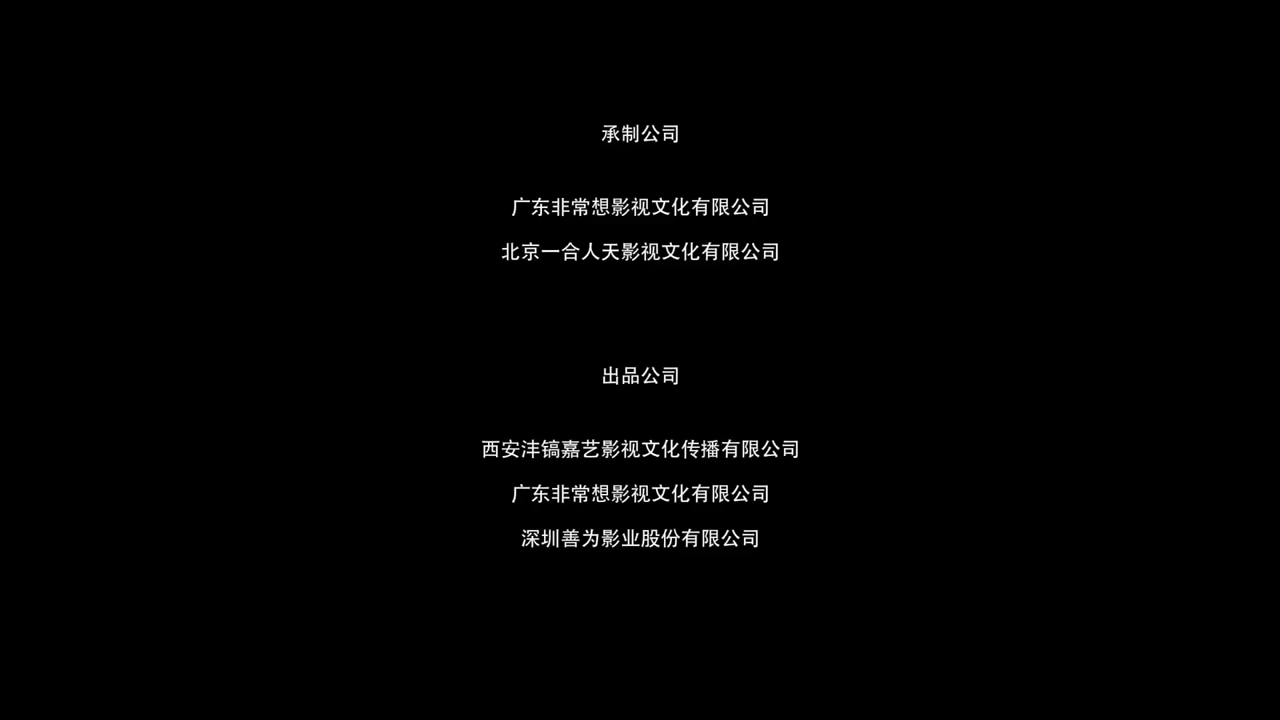 承制公司
广东非常想影视文化有限公司
北京一合人天影视文化有限公司
出品公司
西安沣镐嘉艺影视文化传播有限公司
广东非常想影视文化有限公司
深圳善为影业股份有限公司